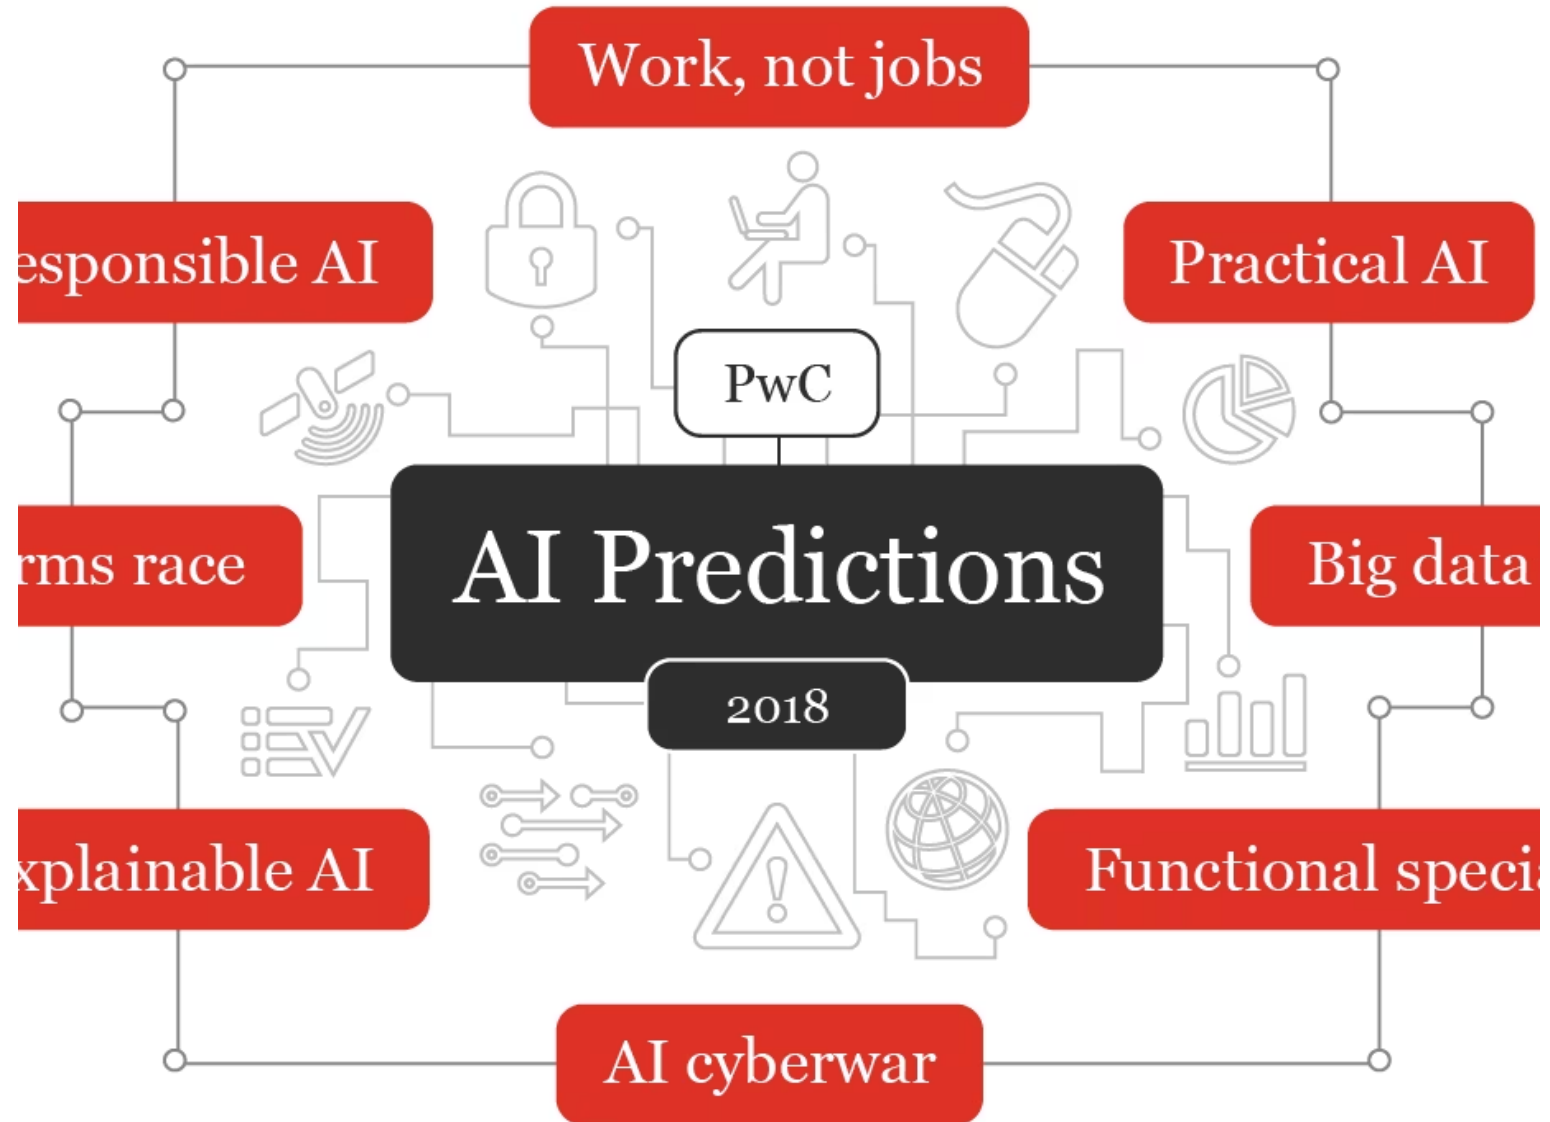 Work, not jobs
esponsible AI
Practical AI
PwC
rms race
AI Predictions
Big data
2018
xplainable AI
Functional speci
AI cyberwar